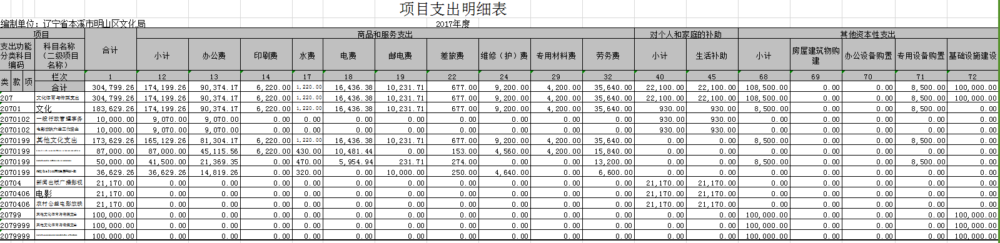 项目支出明细表
编制单位：辽宁省本溪市明山区文化局 2017年度
项目 合计 商品和服务支出 对个人和家庭的补助 其他资本性支出
支出功能分类科目编码 科目名称（二级项目名称） 小计 办公费 印刷费 水费 电费 邮电费 差旅费 维修（护）费 专用材料费 劳务费 小计 生活补助 小计 房屋建筑物购建 办公设备购置 专用设备购置 基础设施建设
类 款 项 栏次 1 12 13 14 17 18 19 22 24 29 32 40 45 68 69 70 71 72
合计 304,799.26 174,199.26 90,374.17 6,220.00 1,220.00 16,436.38 10,231.71 677.00 9,200.00 4,200.00 35,640.00 22,100.00 22,100.00 108,500.00 0.00 0.00 8,500.00 100,000.00
207 文化体育与传媒支出 304,799.26 174,199.26 90,374.17 6,220.00 1,220.00 16,436.38 10,231.71 677.00 9,200.00 4,200.00 35,640.00 22,100.00 22,100.00 108,500.00 0.00 0.00 8,500.00 100,000.00
20701 文化 183,629.26 174,199.26 90,374.17 6,220.00 1,220.00 16,436.38 10,231.71 677.00 9,200.00 4,200.00 35,640.00 930.00 930.00 8,500.00 0.00 0.00 8,500.00 0.00
2070102 一般行政管理事务 10,000.00 9,070.00 9,070.00 0.00 0.00 0.00 0.00 0.00 0.00 0.00 0.00 930.00 930.00 0.00 0.00 0.00 0.00 0.00
2070102 10,000.00 9,070.00 9,070.00 0.00 0.00 0.00 0.00 0.00 0.00 0.00 0.00 930.00 930.00 0.00 0.00 0.00 0.00 0.00
2070199 其他文化支出 173,629.26 165,129.26 81,304.17 6,220.00 1,220.00 16,436.38 10,231.71 677.00 9,200.00 4,200.00 35,640.00 0.00 0.00 8,500.00 0.00 0.00 8,500.00 0.00
2070199 87,000.00 87,000.00 45,115.56 6,220.00 430.00 10,481.44 0.00 153.00 4,560.00 4,200.00 15,840.00 0.00 0.00 0.00 0.00 0.00 0.00 0.00
2070199 50,000.00 41,500.00 21,369.35 0.00 470.00 5,954.94 231.71 274.00 0.00 0.00 13,200.00 0.00 0.00 8,500.00 0.00 0.00 8,500.00 0.00
2070199 36,629.26 36,629.26 14,819.26 0.00 320.00 0.00 10,000.00 250.00 4,640.00 0.00 6,600.00 0.00 0.00 0.00 0.00 0.00 0.00 0.00
20704 新闻出版广播影视 21,170.00 0.00 0.00 0.00 0.00 0.00 0.00 0.00 0.00 0.00 0.00 21,170.00 21,170.00 0.00 0.00 0.00 0.00 0.00
2070406 电影 21,170.00 0.00 0.00 0.00 0.00 0.00 0.00 0.00 0.00 0.00 0.00 21,170.00 21,170.00 0.00 0.00 0.00 0.00 0.00
2070406 农村公益电影放映 21,170.00 0.00 0.00 0.00 0.00 0.00 0.00 0.00 0.00 0.00 0.00 21,170.00 21,170.00 0.00 0.00 0.00 0.00 0.00
20799 其他文化体育与传媒支出 100,000.00 0.00 0.00 0.00 0.00 0.00 0.00 0.00 0.00 0.00 0.00 0.00 0.00 100,000.00 0.00 0.00 0.00 100,000.00
2079999 其他文化体育与传媒支出 100,000.00 0.00 0.00 0.00 0.00 0.00 0.00 0.00 0.00 0.00 0.00 0.00 0.00 100,000.00 0.00 0.00 0.00 100,000.00
2079999 100,000.00 0.00 0.00 0.00 0.00 0.00 0.00 0.00 0.00 0.00 0.00 0.00 0.00 100,000.00 0.00 0.00 0.00 100,000.00